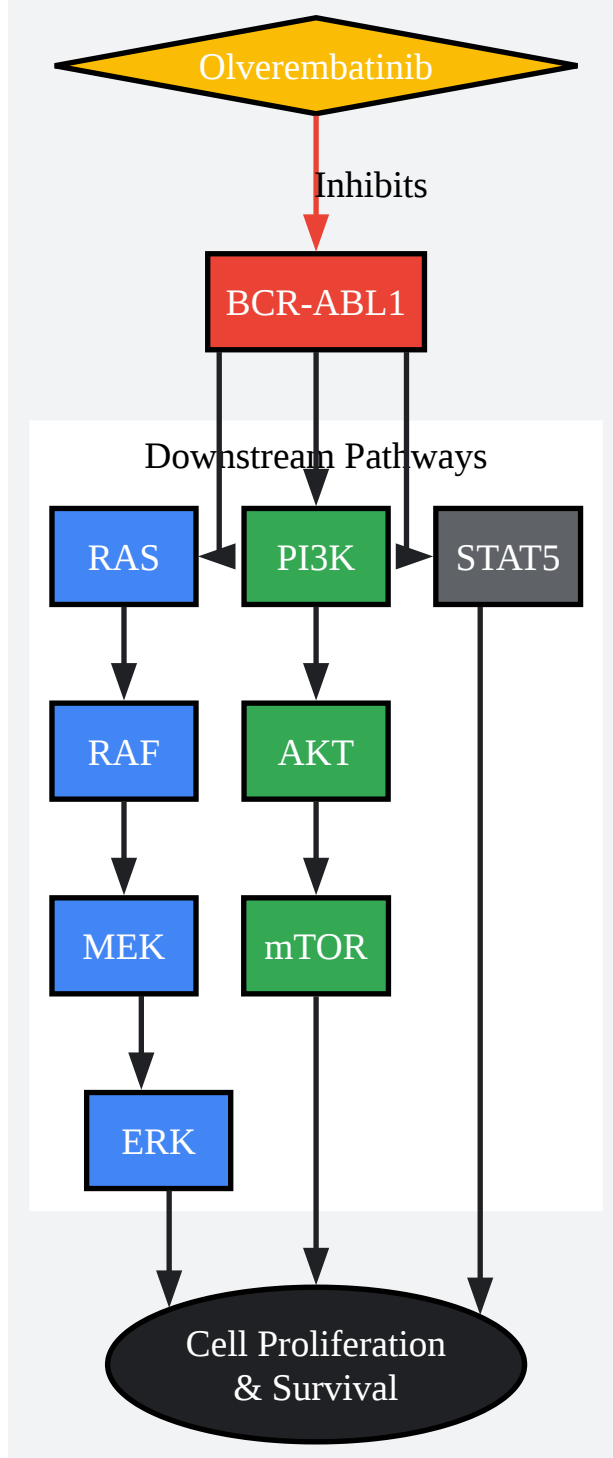 Olverembatinib
Inhibits
BCR-ABL1
Downstream Pathways
RAS
PI3K
STAT5
RAF
AKT
MEK
mTOR
ERK
Cell Proliferation
& Survival